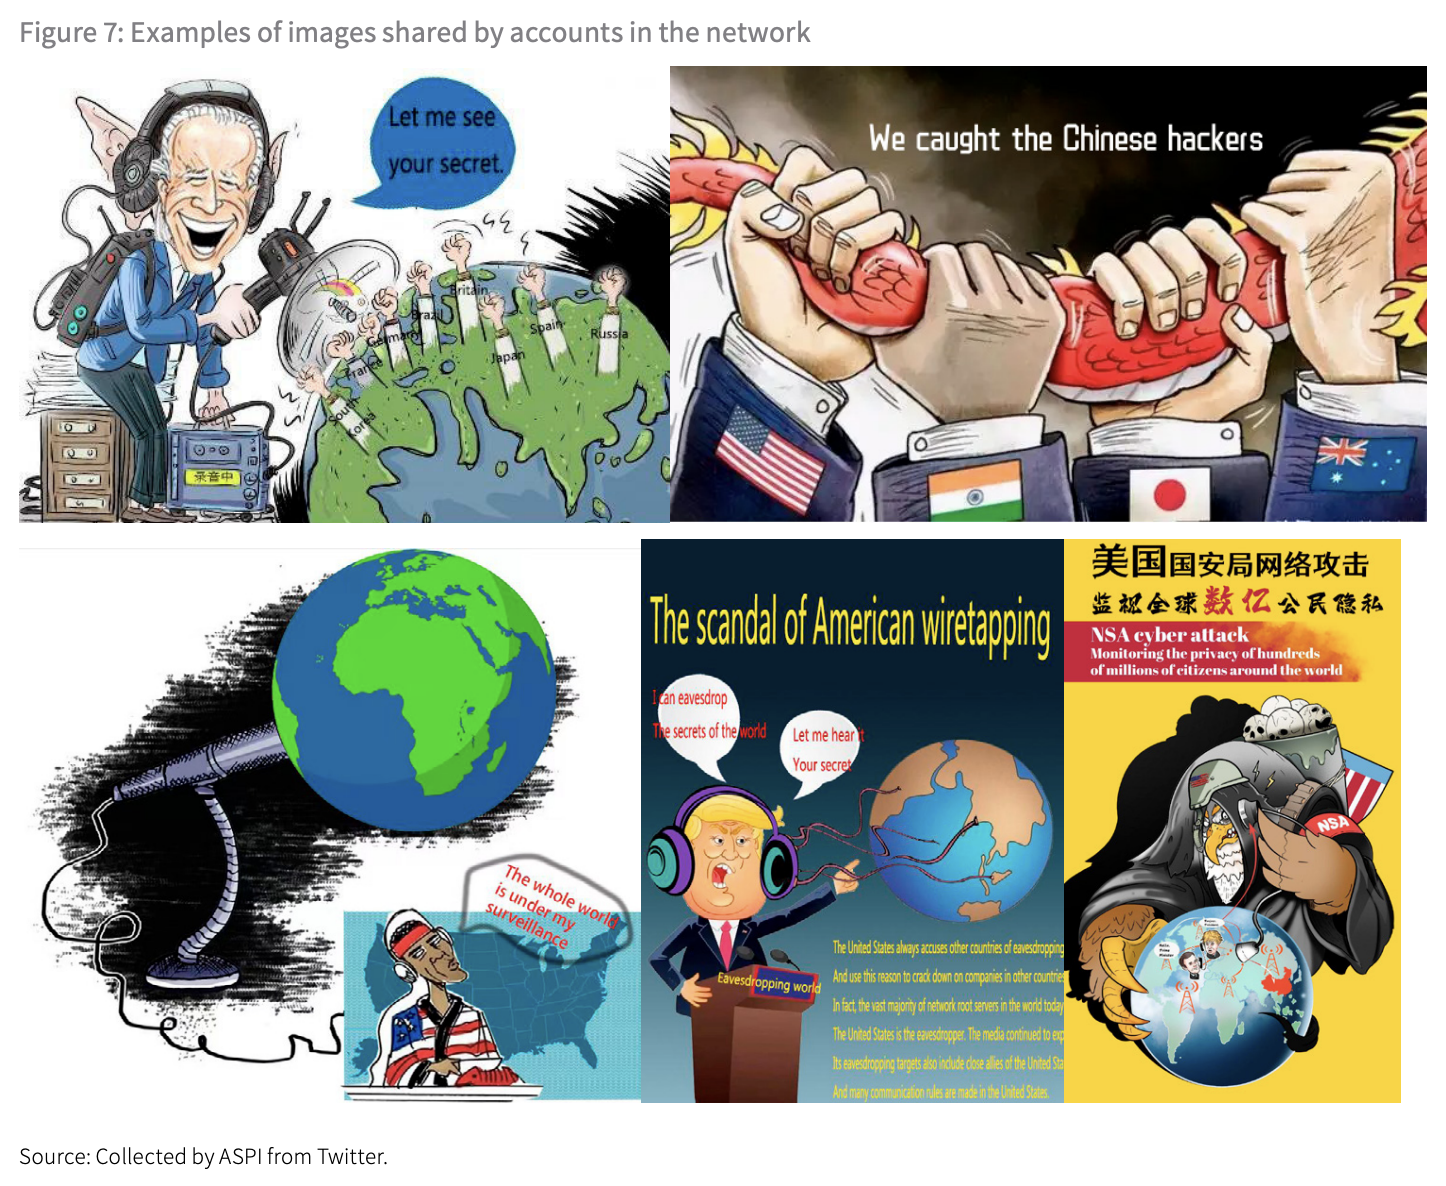 Figure 7: Examples of images shared by accounts in the network
Let me see
your secret.
Britain
Brazil
Germany
France
South
Korea
Japan
Spain
Russia
录音中
We caught the Chinese hackers
The whole world
is under my
surveillance
The scandal of American wiretapping
I can eavesdrop
The secrets of the world
Let me hear it
Your secret
Eavesdropping world
The United States always accuses other countries of eavesdropping
And use this reason to crack down on companies in other countrie
In fact, the vast majority of network root servers in the world today
The United States is the eavesdropper. The media continued to exp
Its eavesdropping targets also include close allies of the United Sta
And many communication rules are made in the United States.
美国国安局网络攻击
监视全球数亿公民隐私
NSA cyber attack
Monitoring the privacy of hundreds
of millions of citizens around the world
NSA
Source: Collected by ASPI from Twitter.